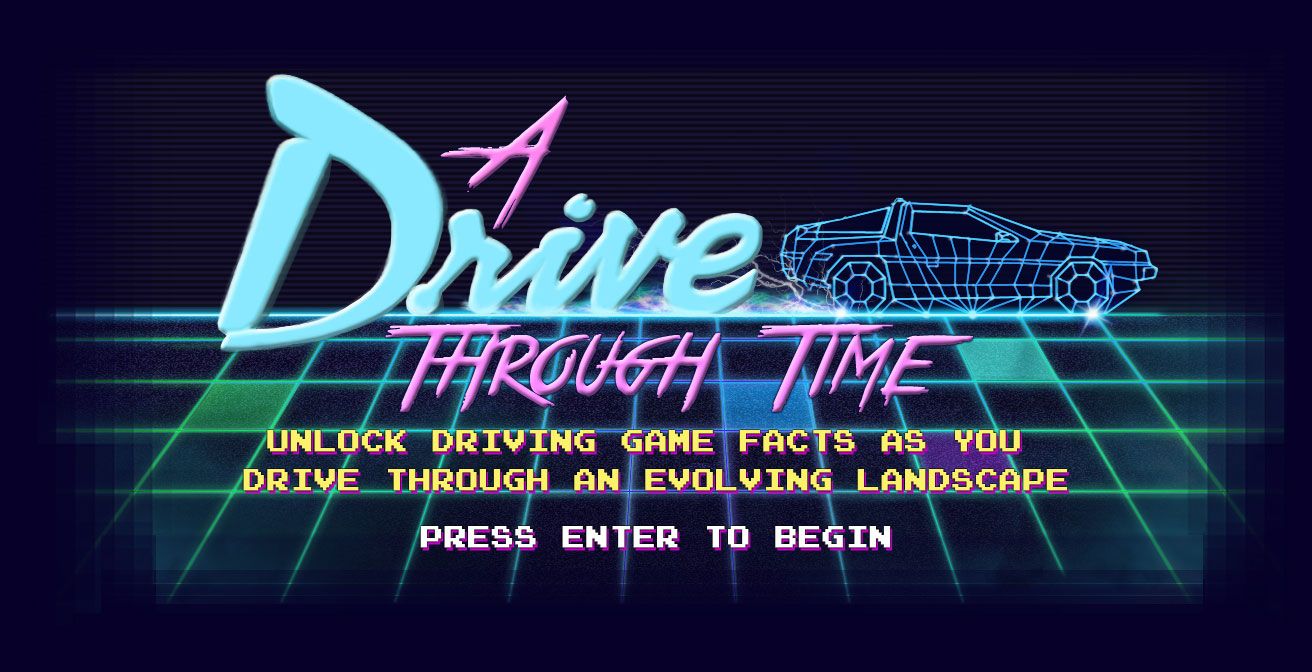 A
Drive
THROUGH TIME
UNLOCK DRIVING GAME FACTS AS YOU
DRIVE THROUGH AN EVOLVING LANDSCAPE
PRESS ENTER TO BEGIN